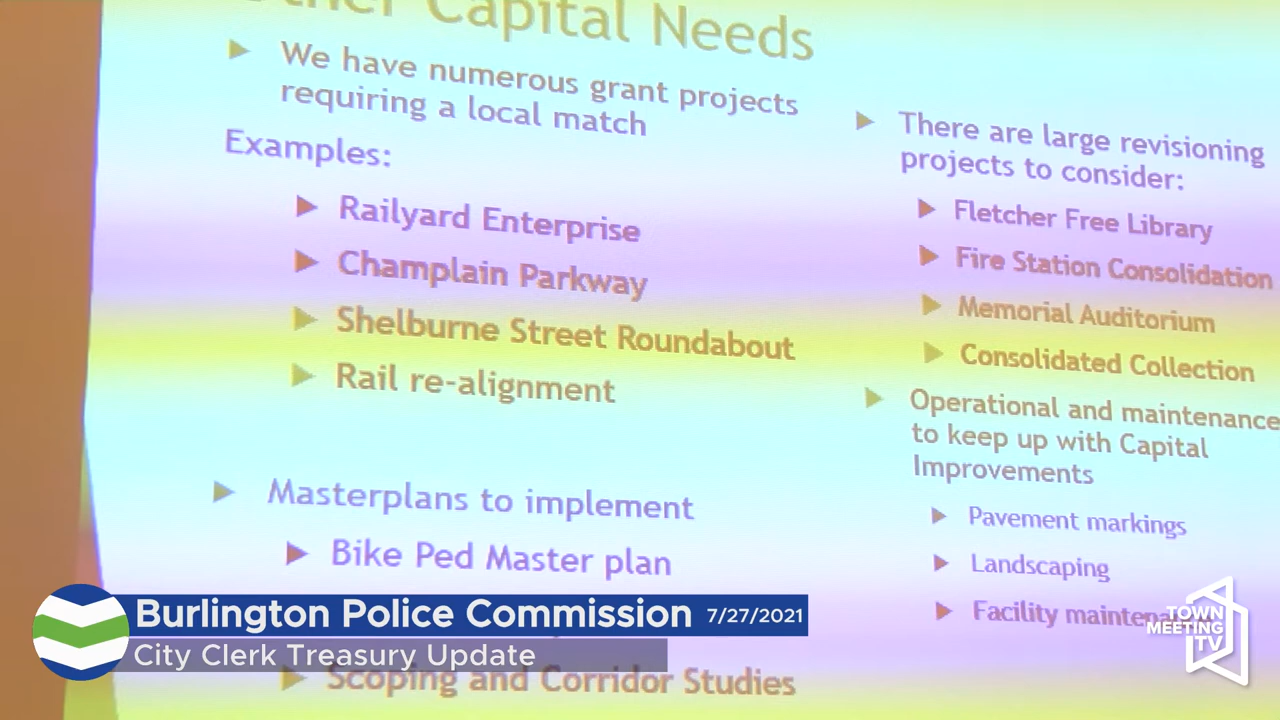 Capital Needs
We have numerous grant projects
requiring a local match
Examples:
Railyard Enterprise
Champlain Parkway
Shelburne Street Roundabout
Rail re-alignment
Masterplans to implement
Bike Ped Master plan
Scoping and Corridor Studies
There are large revisioning
projects to consider:
Fletcher Free Library
Fire Station Consolidation
Memorial Auditorium
Consolidated Collection
Operational and maintenance
to keep up with Capital
Improvements
Pavement markings
Landscaping
Facility
Burlington Police Commission 7/27/2021
City Clerk Treasury Update
TOWN
MEETING
TV